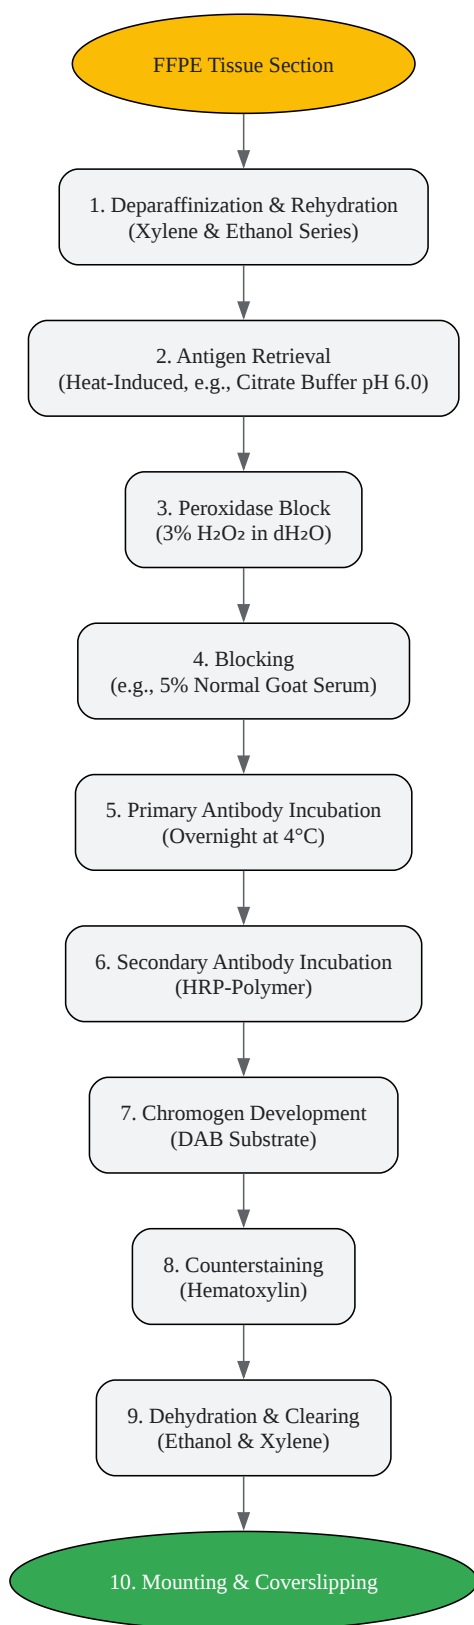 FFPE Tissue Section
1. Deparaffinization & Rehydration
(Xylene & Ethanol Series)
2. Antigen Retrieval
(Heat-Induced, e.g., Citrate Buffer pH 6.0)
3. Peroxidase Block
(3% H₂O₂ in dH₂O)
4. Blocking
(e.g., 5% Normal Goat Serum)
5. Primary Antibody Incubation
(Overnight at 4°C)
6. Secondary Antibody Incubation
(HRP-Polymer)
7. Chromogen Development
(DAB Substrate)
8. Counterstaining
(Hematoxylin)
9. Dehydration & Clearing
(Ethanol & Xylene)
10. Mounting & Coverslipping